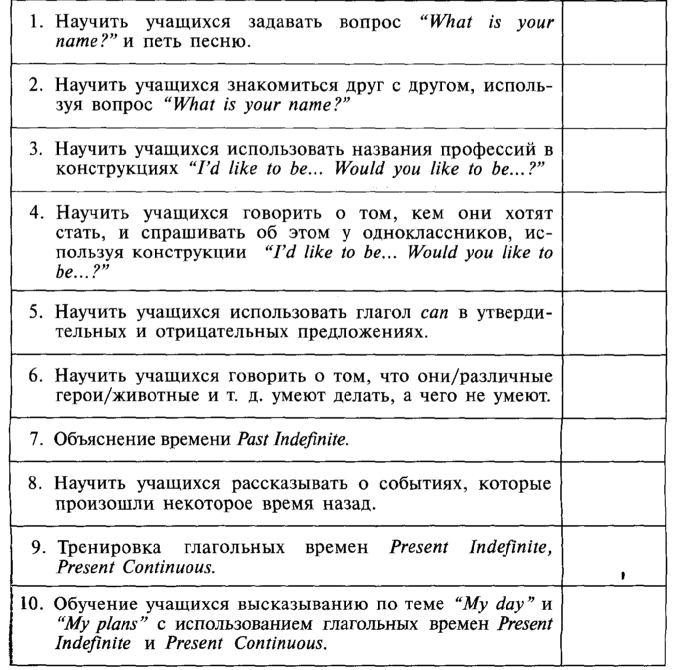 1. Научить учащихся задавать вопрос “What is your
name?” и петь песню.
2. Научить учащихся знакомиться друг с другом, исполь-
зуя вопрос “What is your name?”
3. Научить учащихся использовать названия профессий в
конструкциях “I’d like to be... Would you like to be...?”
4. Научить учащихся говорить о том, кем они хотят
стать, и спрашивать об этом у одноклассников, ис-
пользуя конструкции “I’d like to be... Would you like to
be...?”
5. Научить учащихся использовать глагол can в утверди-
тельных и отрицательных предложениях.
6. Научить учащихся говорить о том, что они/различные
герои/животные и т. д. умеют делать, а чего не умеют.
7. Объяснение времени Past Indefinite.
8. Научить учащихся рассказывать о событиях, которые
произошли некоторое время назад.
9. Тренировка глагольных времен Present Indefinite,
Present Continuous.
10. Обучение учащихся высказыванию по теме “My day” и
“My plans” с использованием глагольных времен Present
Indefinite и Present Continuous.